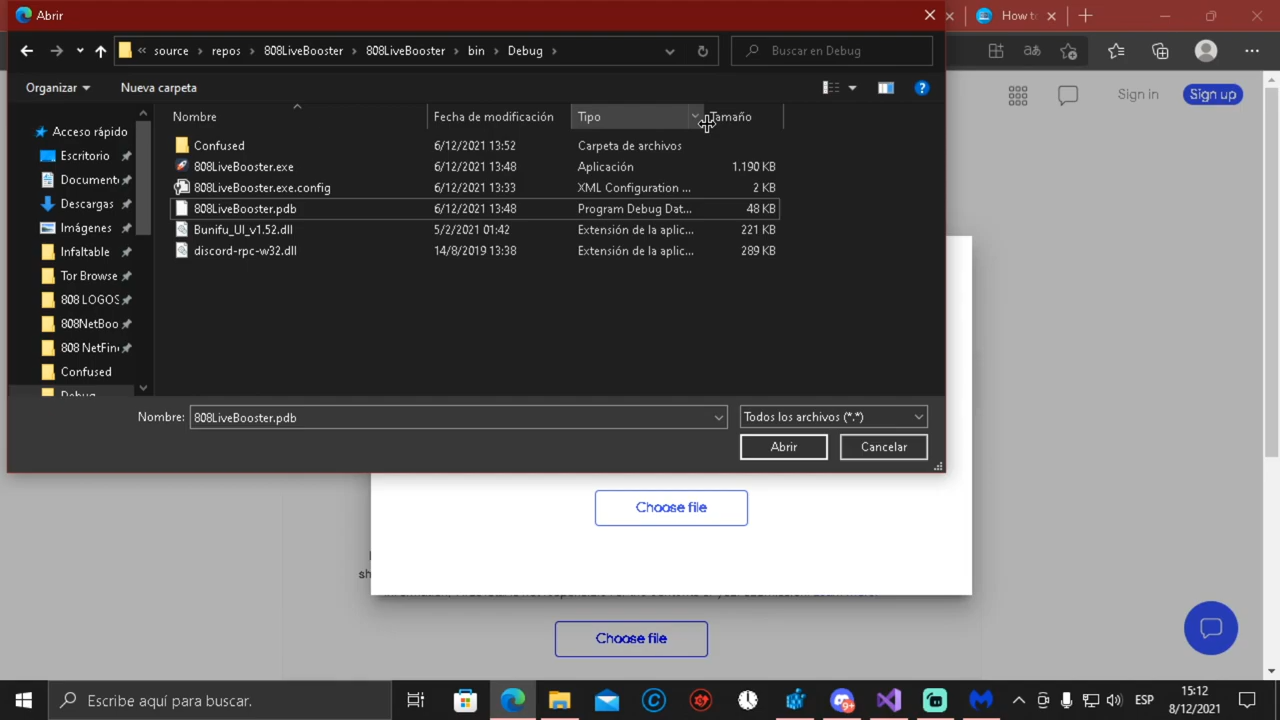 Abrir
How t
« source › repos › 808LiveBooster › 808LiveBooster › bin › Debug ›
Buscar en Debug
Organizar
Nueva carpeta
Sign in
Sign up
Nombre
Fecha de modificación
Tipo
Tamaño
Acceso rápido
Escritorio
Document
Descargas
Imágenes
Infaltable
Tor Browse
808 LOGOS
808NetBoo
808 NetFin
Confused
Debug
Confused 6/12/2021 13:52 Carpeta de archivos
808LiveBooster.exe 6/12/2021 13:48 Aplicación 1.190 KB
808LiveBooster.exe.config 6/12/2021 13:33 XML Configuration ... 2 KB
808LiveBooster.pdb 6/12/2021 13:48 Program Debug Dat... 48 KB
Bunifu_UI_v1.52.dll 5/2/2021 01:42 Extensión de la aplic... 221 KB
discord-rpc-w32.dll 14/8/2019 13:38 Extensión de la aplic... 289 KB
Nombre: 808LiveBooster.pdb
Todos los archivos (*.*)
Abrir
Cancelar
Choose file
sh
Choose file
Escribe aquí para buscar.
ESP
15:12
8/12/2021